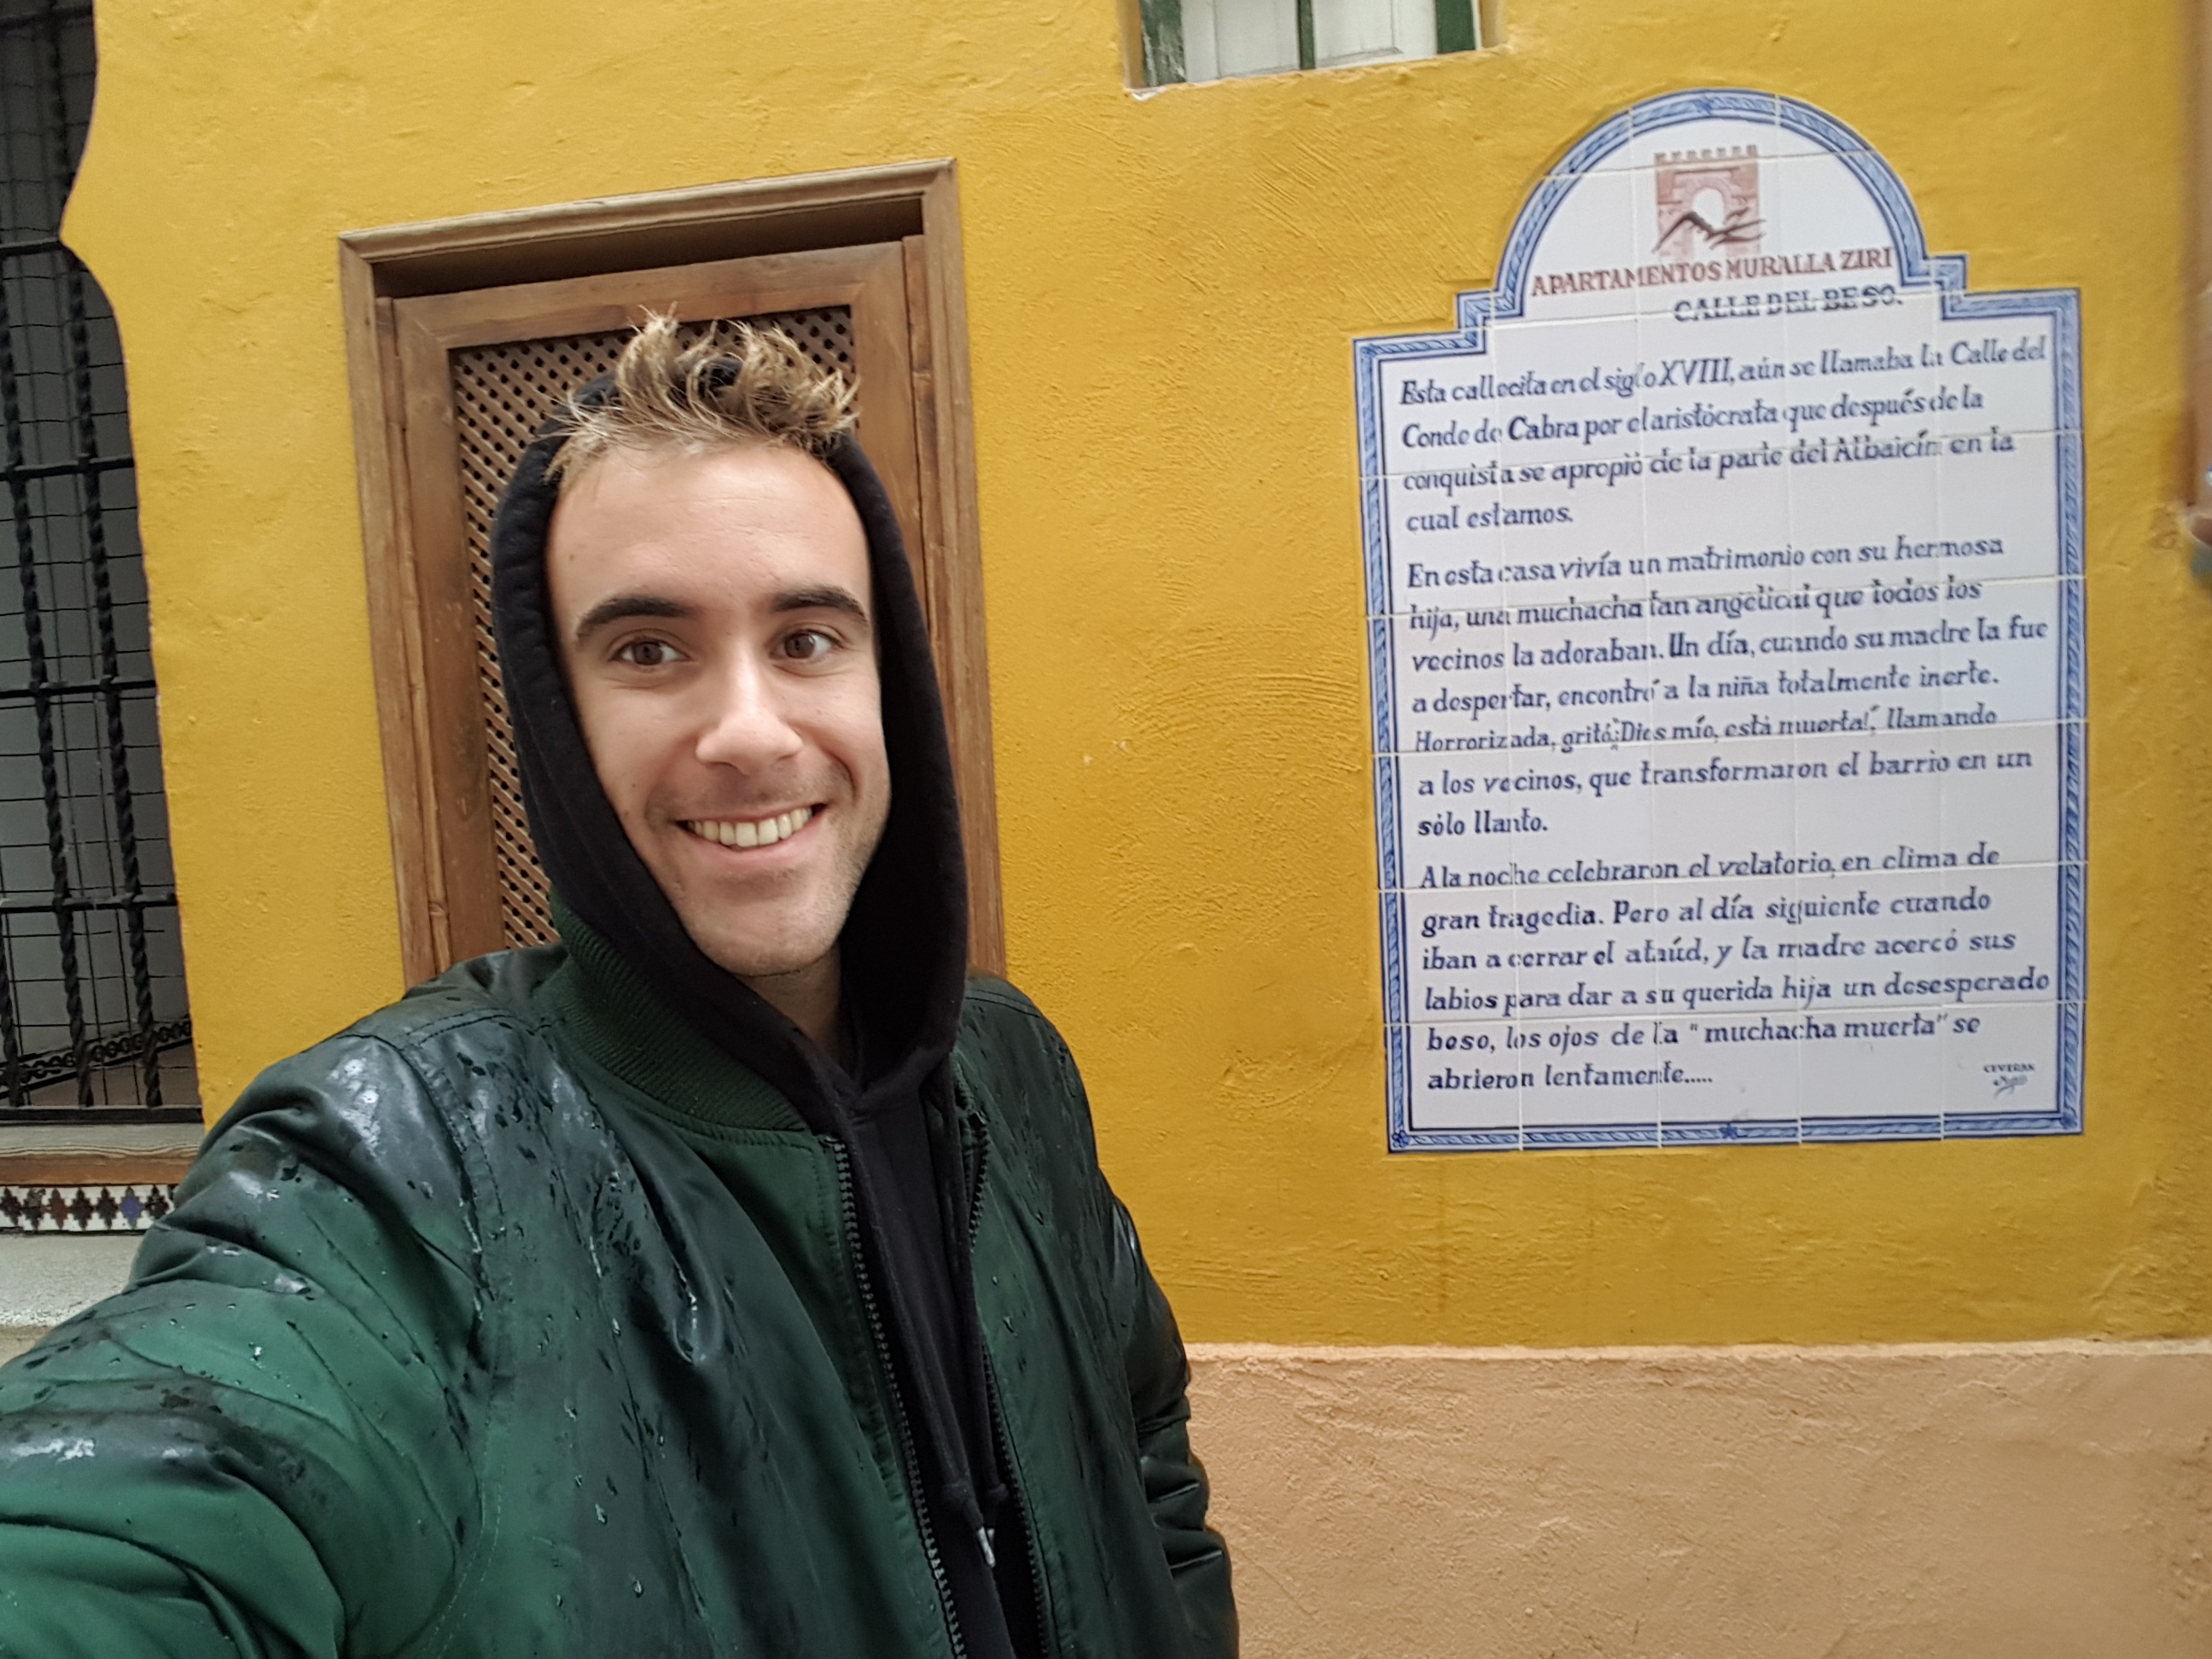 APARTAMENTOS MURALLA ZIRI
CALLE DEL BESO.
Esta callecita en el siglo XVIII, aún se llamaba la Calle del
Conde de Cabra por el aristócrata que después de la
conquista se apropió de la parte del Albaicín en la
cual estamos.
En esta casa vivía un matrimonio con su hermosa
hija, una muchacha tan angelical que todos los
vecinos la adoraban. Un día, cuando su madre la fue
a despertar, encontró a la niña totalmente inerte.
Horrorizada, gritó "¡Dios mío, está muerta!", llamando
a los vecinos, que transformaron el barrio en un
sólo llanto.
A la noche celebraron el velatorio, en clima de
gran tragedia. Pero al día siguiente cuando
iban a cerrar el ataúd, y la madre acercó sus
labios para dar a su querida hija un desesperado
beso, los ojos de la "muchacha muerta" se
abrieron lentamente.....